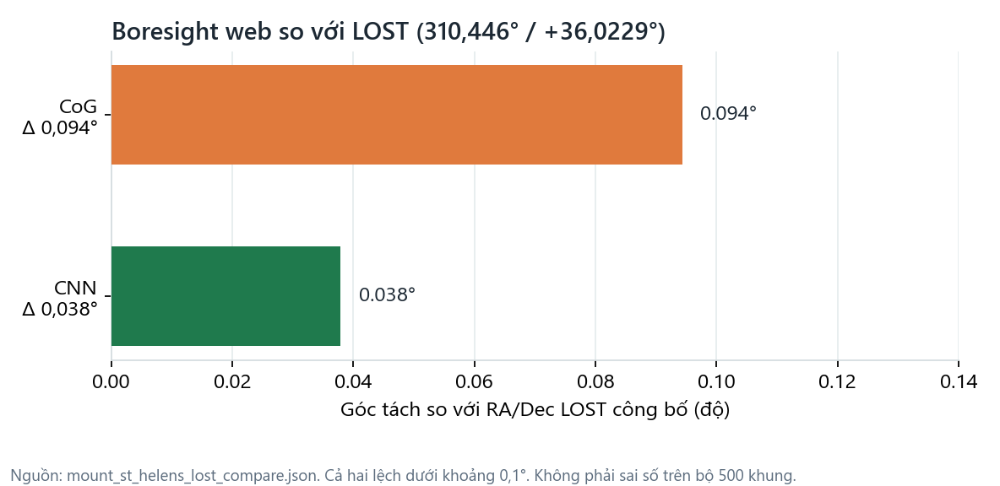 Boresight web so với LOST (310,446° / +36,0229°)
CoG
Δ 0,094°
0.094°
CNN
Δ 0,038°
0.038°
0.00 0.02 0.04 0.06 0.08 0.10 0.12 0.14
Góc tách so với RA/Dec LOST công bố (độ)
Nguồn: mount_st_helens_lost_compare.json. Cả hai lệch dưới khoảng 0,1°. Không phải sai số trên bộ 500 khung.